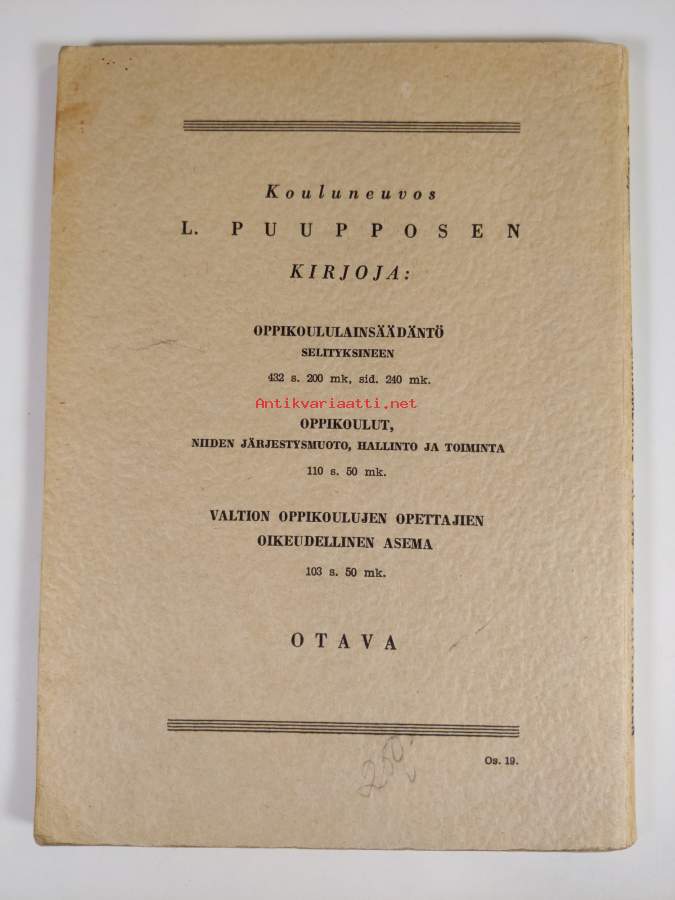 Kouluneuvos
L. PUUPPOSEN
KIRJOJA:
OPPIKOULULAINSÄÄDÄNTÖ
SELITYKSINEEN
432 s. 200 mk, sid. 240 mk.
Antikvariaatti.net
OPPIKOULUT,
NIIDEN JÄRJESTYSMUOTO, HALLINTO JA TOIMINTA
110 s. 50 mk.
VALTION OPPIKOULUJEN OPETTAJIEN
OIKEUDELLINEN ASEMA
103 s. 50 mk.
OTAVA
Os. 19.